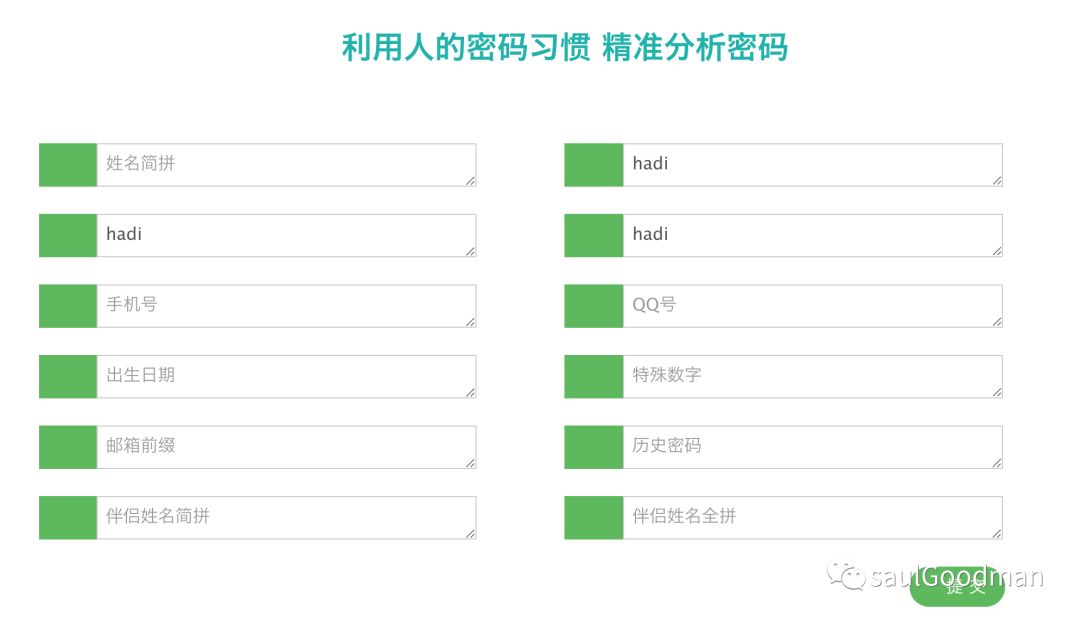 利用人的密码习惯 精准分析密码
姓名简拼
hadi
hadi
hadi
手机号
QQ号
出生日期
特殊数字
邮箱前缀
历史密码
伴侣姓名简拼
伴侣姓名全拼
saulGoodman
提 交